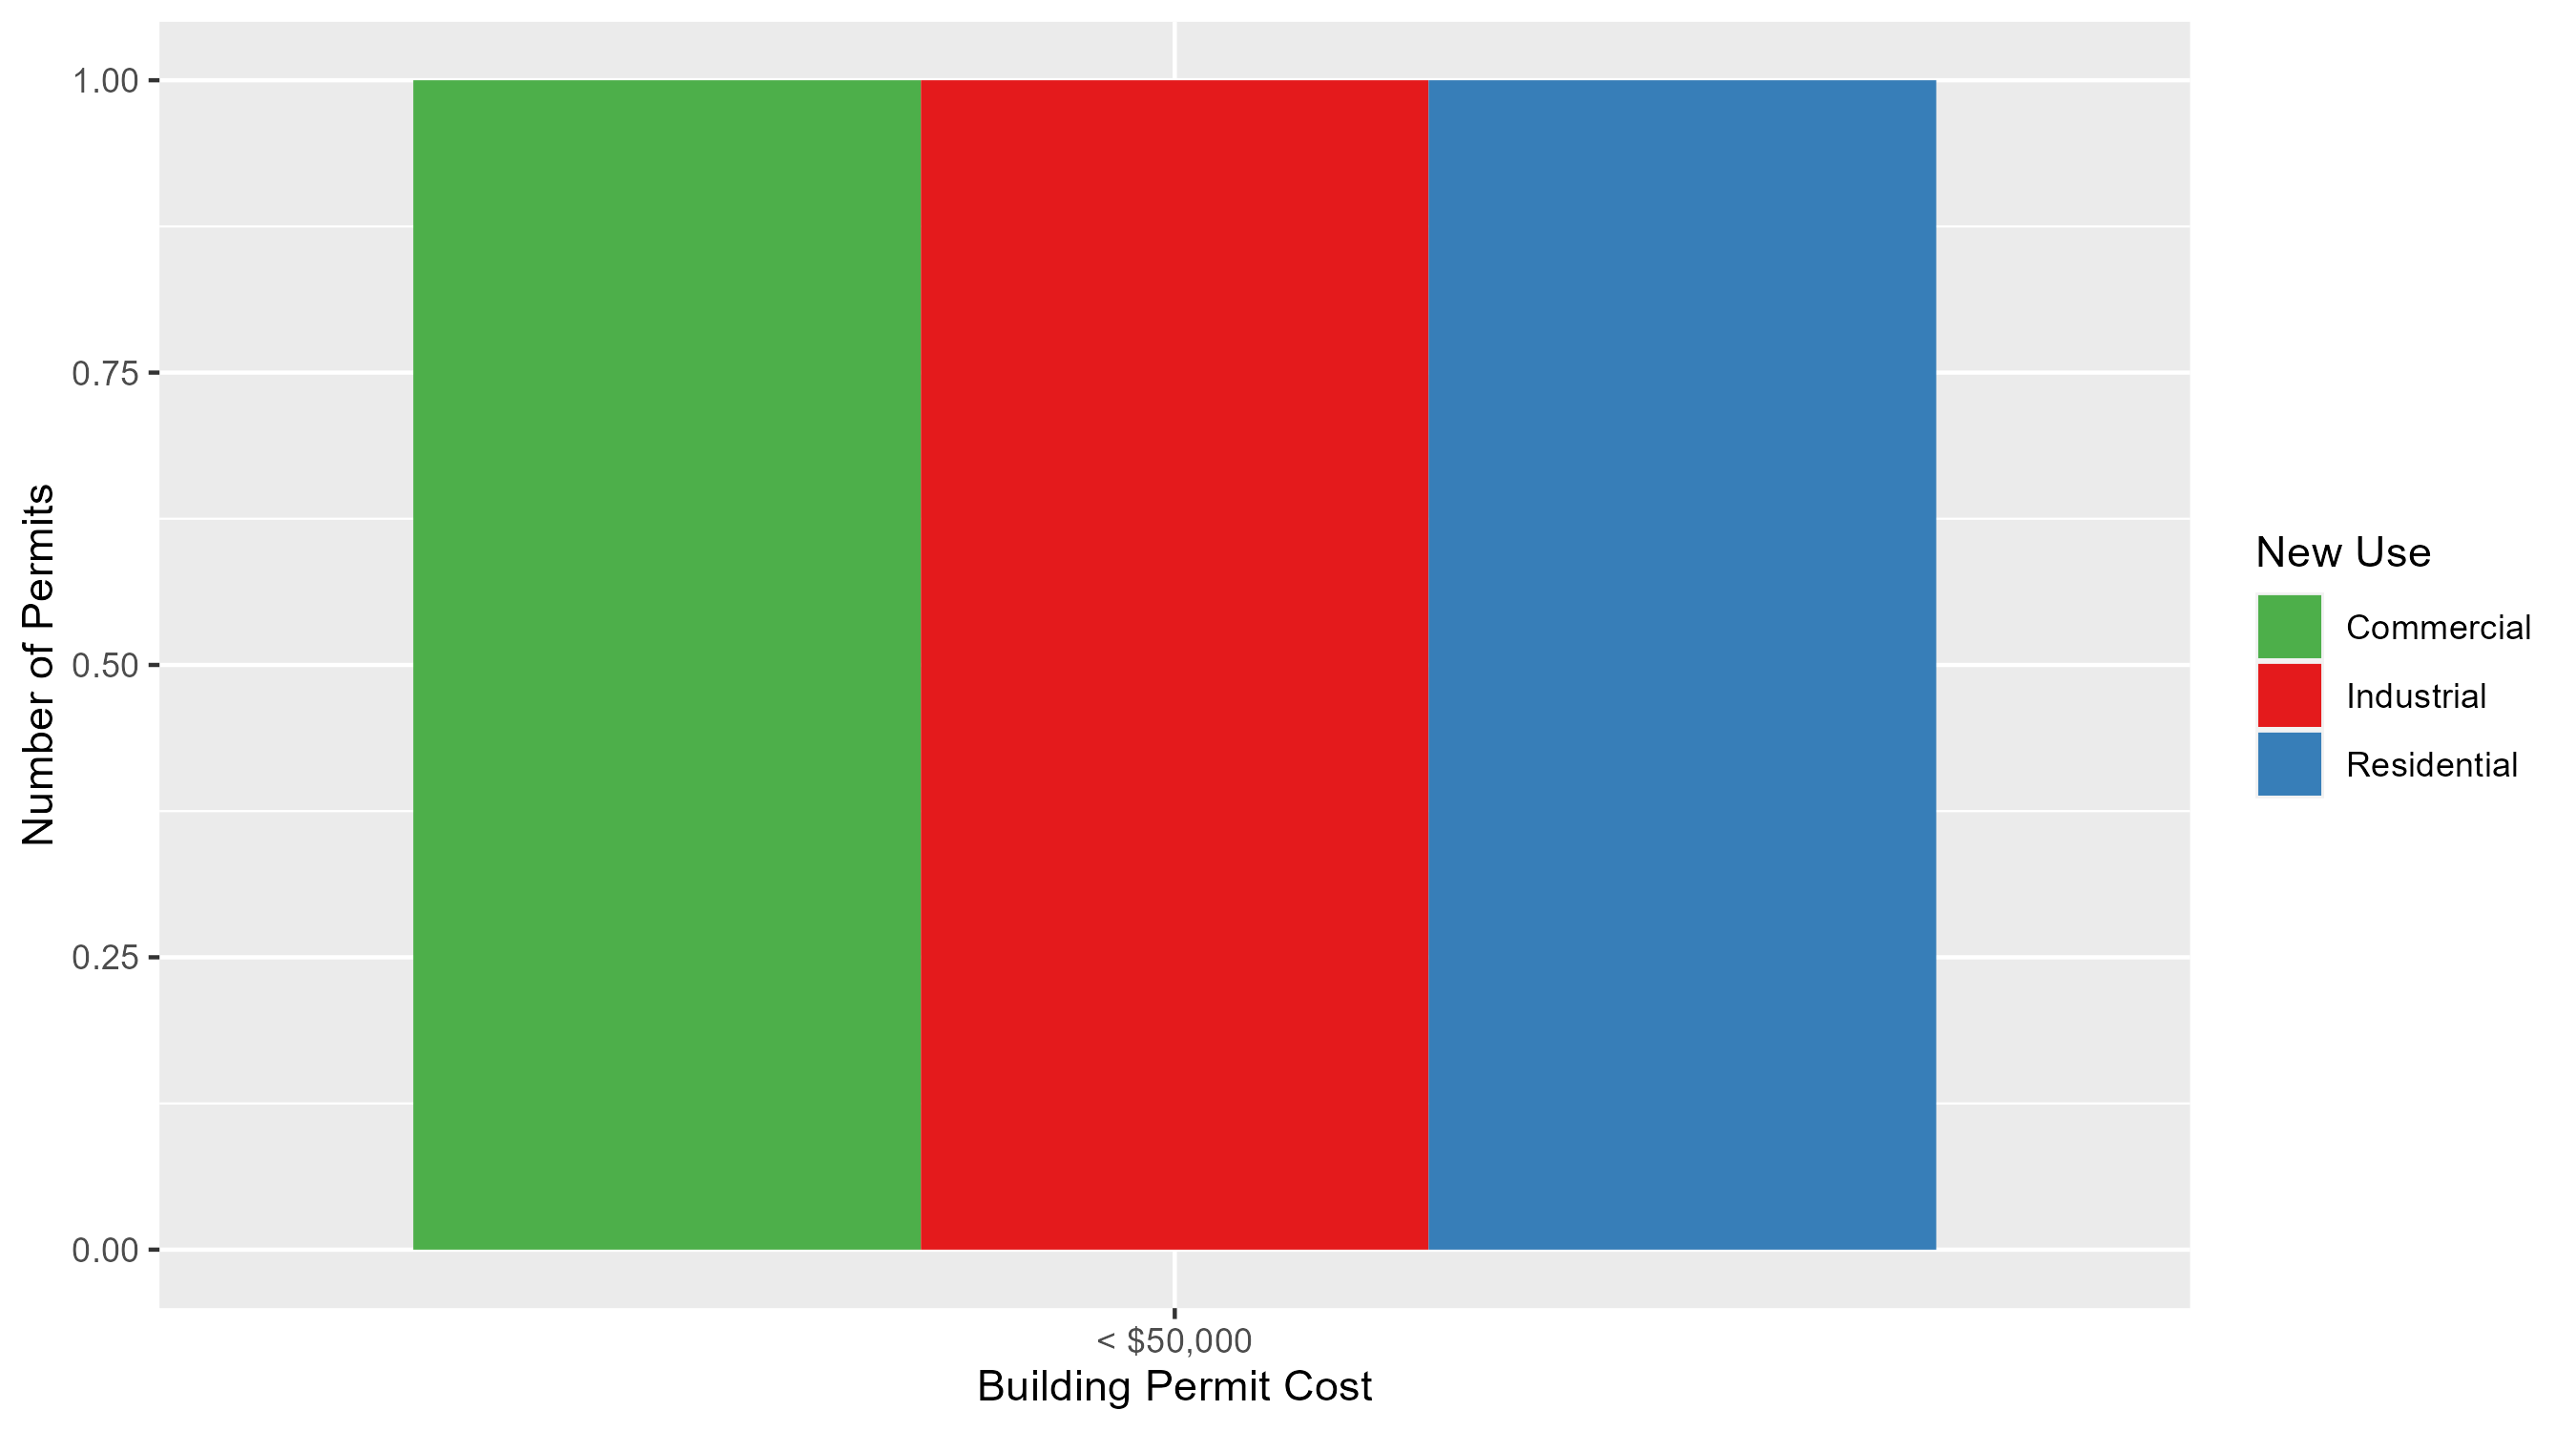 1.00
0.75
0.50
0.25
0.00
Number of Permits
< $50,000
Building Permit Cost
New Use
Commercial
Industrial
Residential